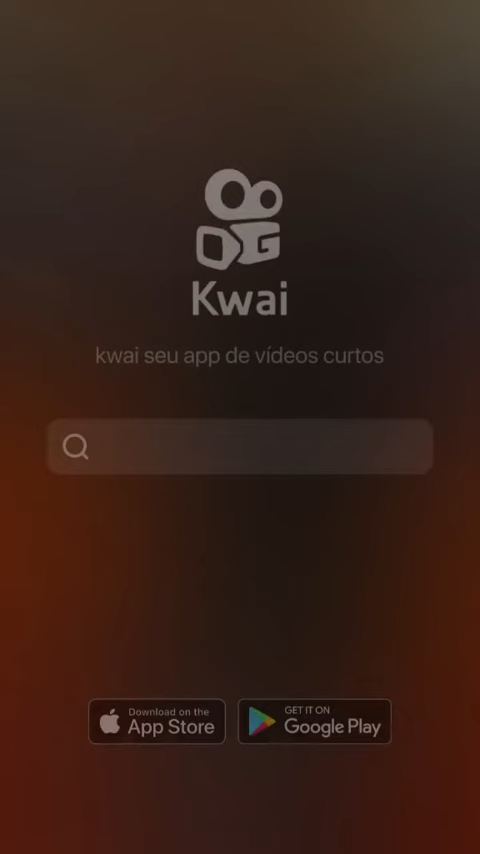 Kwai
kwai seu app de vídeos curtos
Download on the
App Store
GET IT ON
Google Play